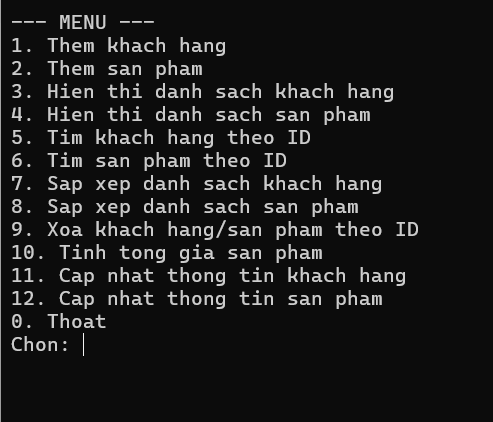 --- MENU ---
1. Them khach hang
2. Them san pham
3. Hien thi danh sach khach hang
4. Hien thi danh sach san pham
5. Tim khach hang theo ID
6. Tim san pham theo ID
7. Sap xep danh sach khach hang
8. Sap xep danh sach san pham
9. Xoa khach hang/san pham theo ID
10. Tinh tong gia san pham
11. Cap nhat thong tin khach hang
12. Cap nhat thong tin san pham
0. Thoat
Chon: